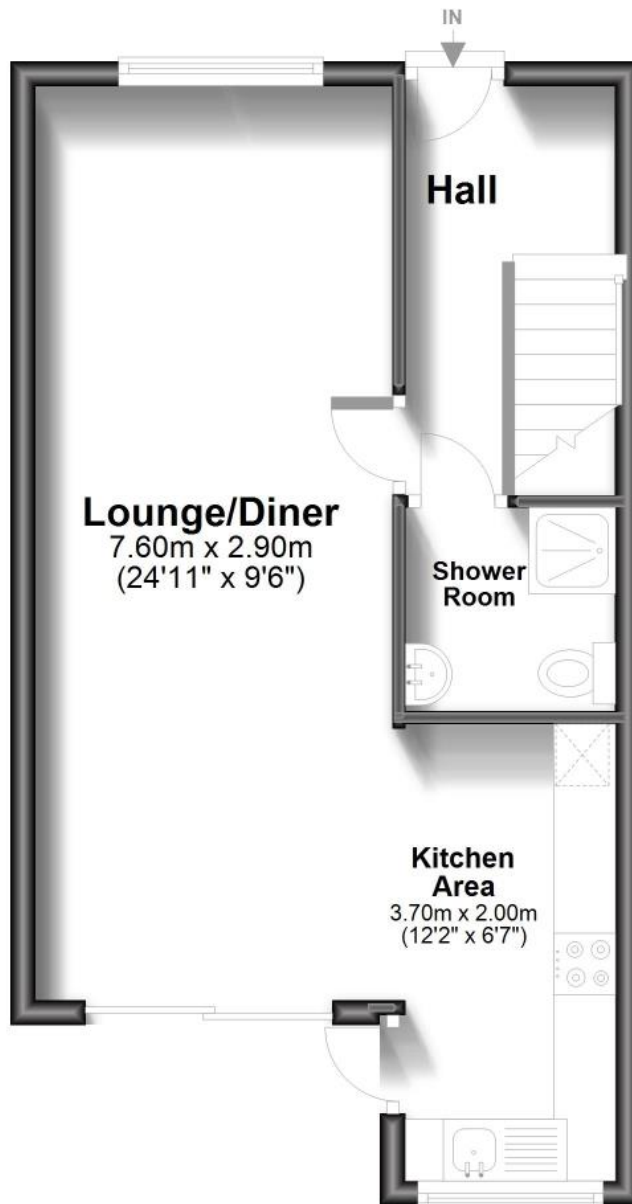 IN
Hall
Lounge/Diner
7.60m x 2.90m
(24'11" x 9'6")
Shower
Room
Kitchen
Area
3.70m x 2.00m
(12'2" x 6'7")